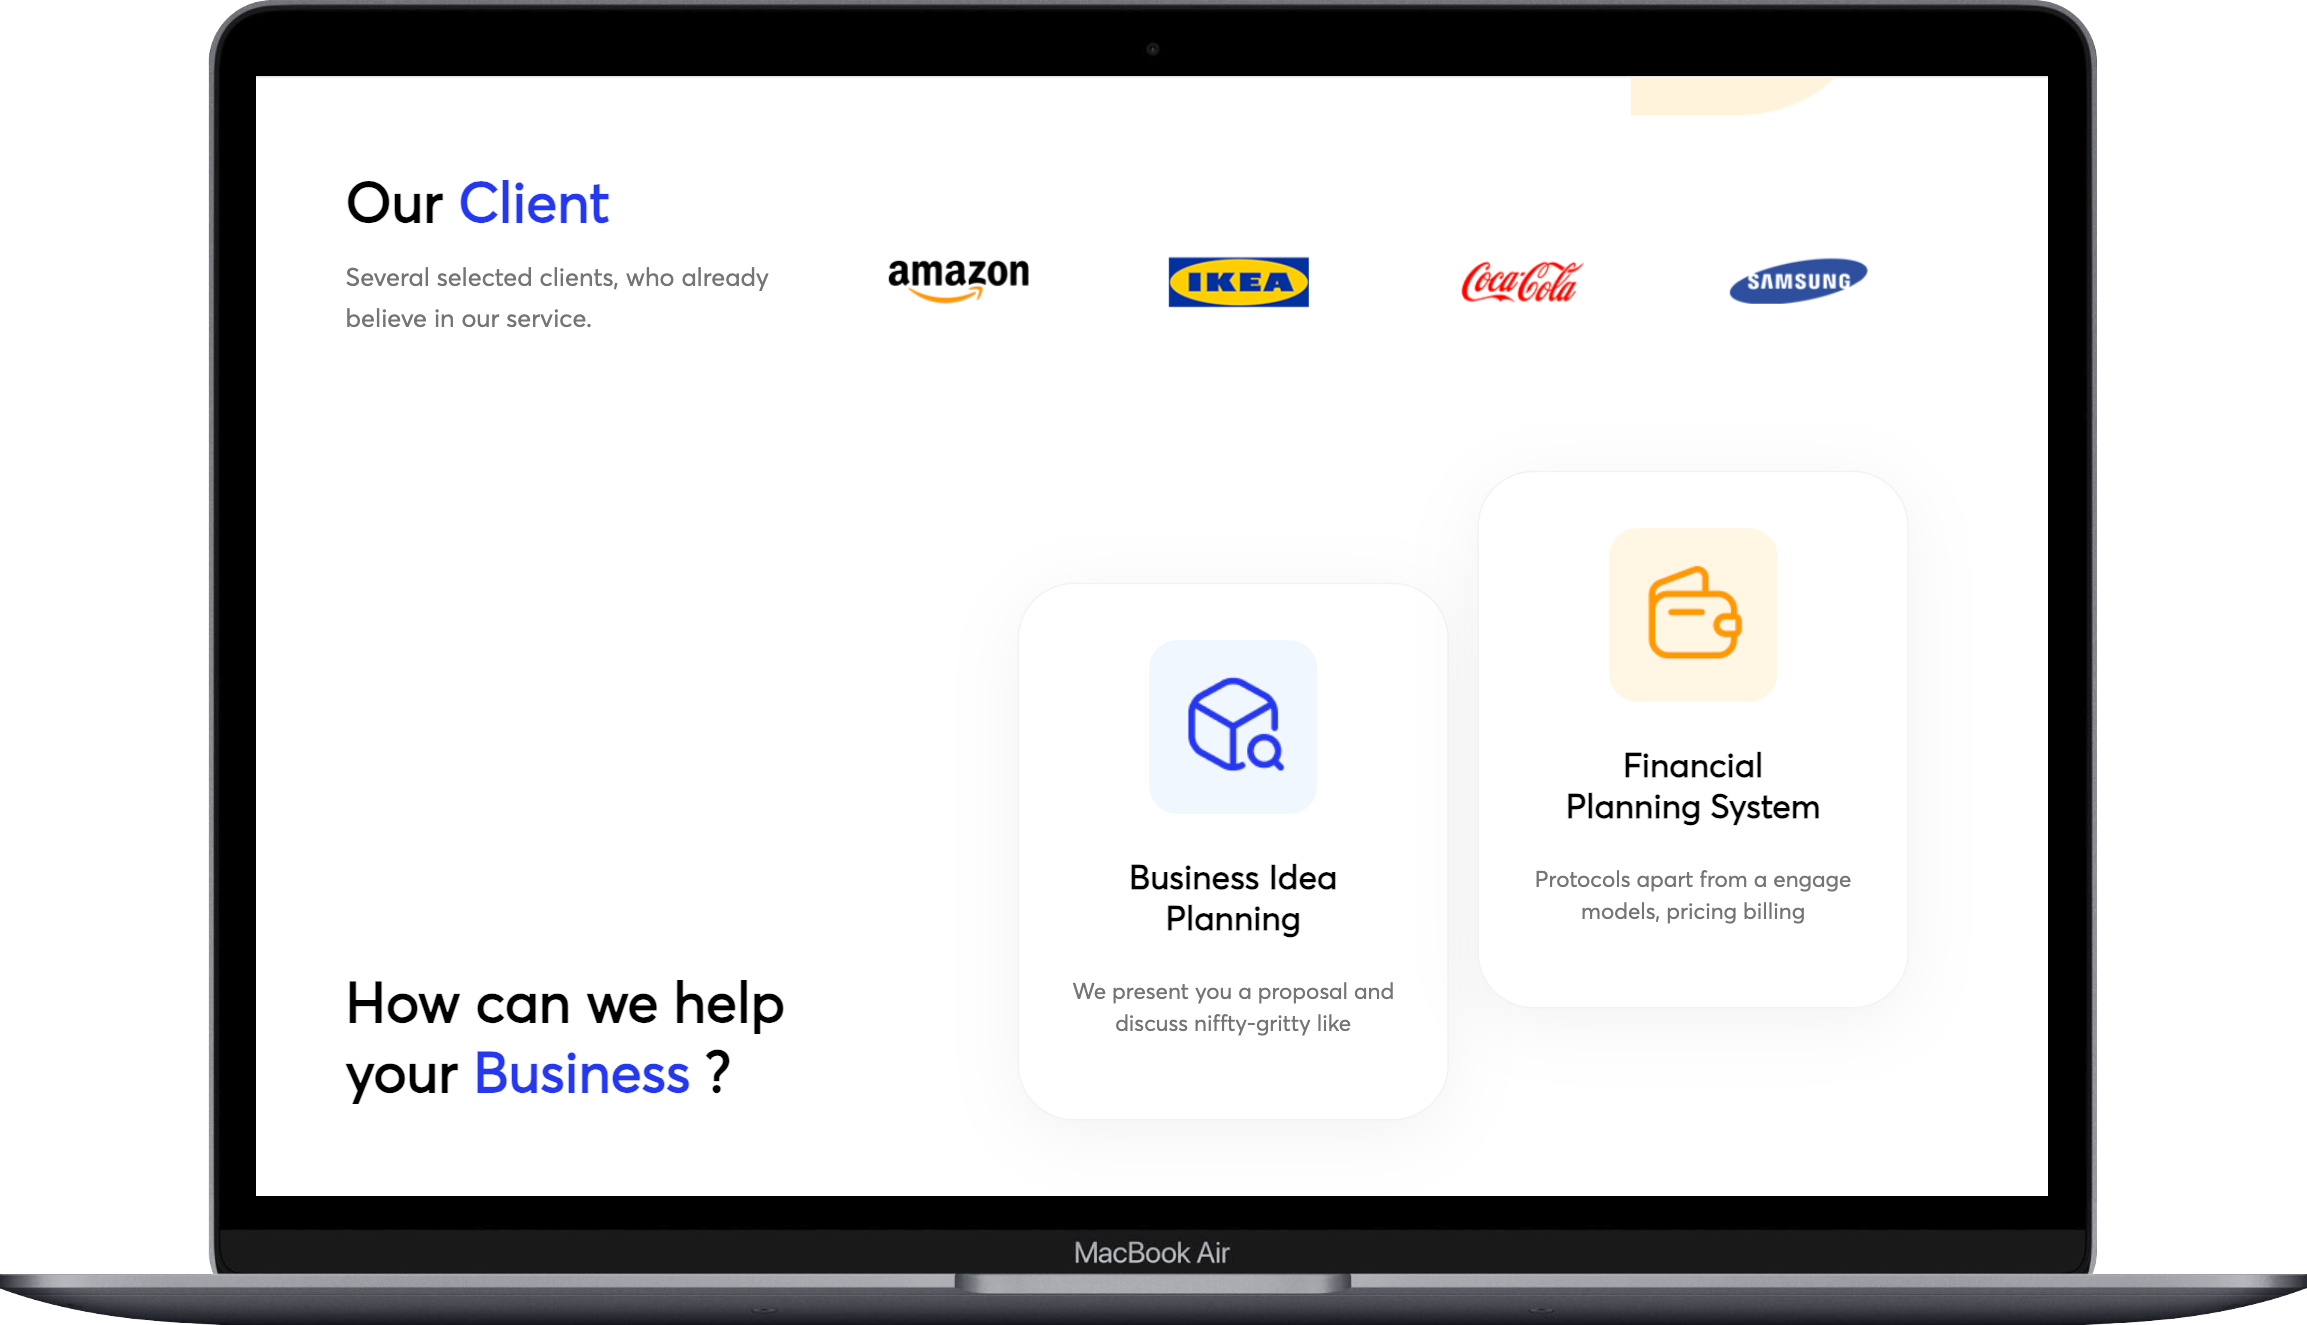 Our Client
Several selected clients, who already
believe in our service.
amazon
IKEA
Coca-Cola
SAMSUNG
How can we help
your Business ?
Business Idea
Planning
We present you a proposal and
discuss niffty-gritty like
Financial
Planning System
Protocols apart from a engage
models, pricing billing
MacBook Air